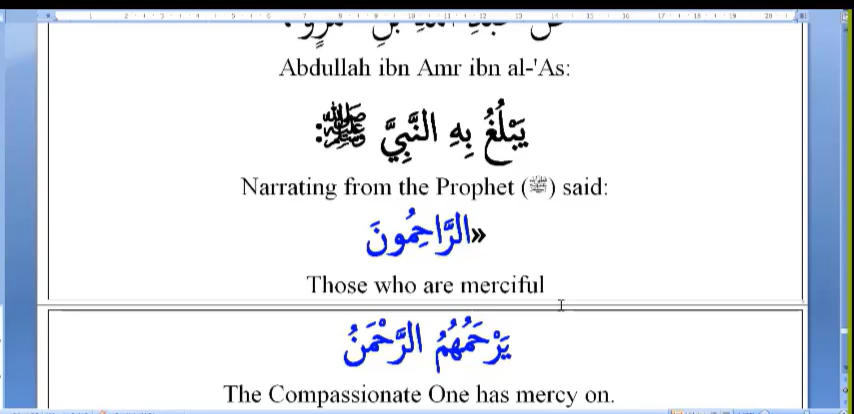 Abdullah ibn Amr ibn al-'As:
يَبْلُغُ بِهِ النَّبِيَّ ﷺ:
Narrating from the Prophet (ﷺ) said:
«الرَّاحِمُونَ
Those who are merciful
يَرْحَمُهُمُ الرَّحْمَنُ
The Compassionate One has mercy on.